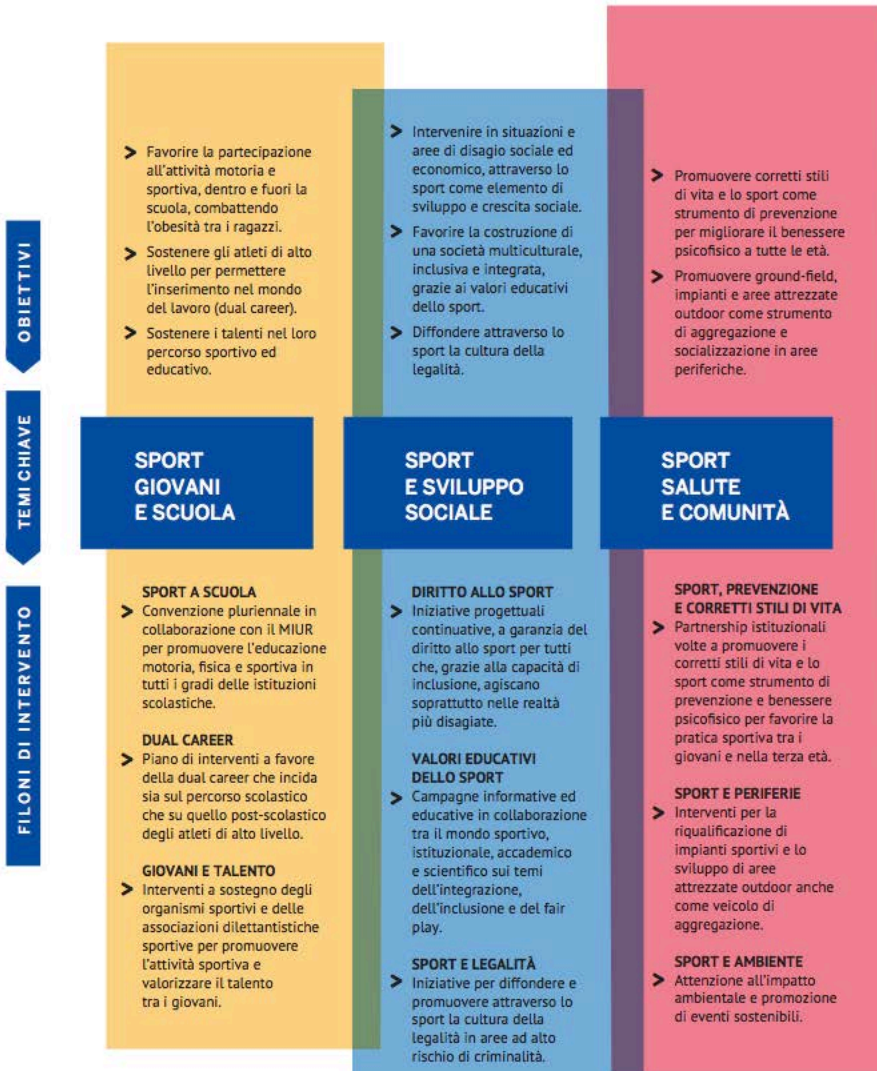 OBIETTIVI
> Favorire la partecipazione
all'attività motoria e
sportiva, dentro e fuori la
scuola, combattendo
l'obesità tra i ragazzi.
> Sostenere gli atleti di alto
livello per permettere
l'inserimento nel mondo
del lavoro (dual career).
> Sostenere i talenti nel loro
percorso sportivo ed
educativo.
> Intervenire in situazioni e
aree di disagio sociale ed
economico, attraverso lo
sport come elemento di
sviluppo e crescita sociale.
> Favorire la costruzione di
una società multiculturale,
inclusiva e integrata,
grazie ai valori educativi
dello sport.
> Diffondere attraverso lo
sport la cultura della
legalità.
> Promuovere corretti stili
di vita e lo sport come
strumento di prevenzione
per migliorare il benessere
psicofisico a tutte le età.
> Promuovere ground-field,
impianti e aree attrezzate
outdoor come strumento
di aggregazione e
socializzazione in aree
periferiche.
TEMI CHIAVE
SPORT
GIOVANI
E SCUOLA
SPORT
E SVILUPPO
SOCIALE
SPORT
SALUTE
E COMUNITÀ
FILONI DI INTERVENTO
SPORT A SCUOLA
> Convenzione pluriennale in
collaborazione con il MIUR
per promuovere l'educazione
motoria, fisica e sportiva in
tutti i gradi delle istituzioni
scolastiche.
DUAL CAREER
> Piano di interventi a favore
della dual career che incida
sia sul percorso scolastico
che su quello post-scolastico
degli atleti di alto livello.
GIOVANI E TALENTO
> Interventi a sostegno degli
organismi sportivi e delle
associazioni dilettantistiche
sportive per promuovere
l'attività sportiva e
valorizzare il talento
tra i giovani.
DIRITTO ALLO SPORT
> Iniziative progettuali
continuative, a garanzia del
diritto allo sport per tutti
che, grazie alla capacità di
inclusione, agiscano
soprattutto nelle realtà
più disagiate.
VALORI EDUCATIVI
DELLO SPORT
> Campagne informative ed
educative in collaborazione
tra il mondo sportivo,
istituzionale, accademico
e scientifico sui temi
dell'integrazione,
dell'inclusione e del fair
play.
SPORT E LEGALITÀ
> Iniziative per diffondere e
promuovere attraverso lo
sport la cultura della
legalità in aree ad alto
rischio di criminalità.
SPORT, PREVENZIONE
E CORRETTI STILI DI VITA
> Partnership istituzionali
volte a promuovere i
corretti stili di vita e lo
sport come strumento di
prevenzione e benessere
psicofisico per favorire la
pratica sportiva tra i
giovani e nella terza età.
SPORT E PERIFERIE
> Interventi per la
riqualificazione di
impianti sportivi e lo
sviluppo di aree
attrezzate outdoor anche
come veicolo di
aggregazione.
SPORT E AMBIENTE
> Attenzione all'impatto
ambientale e promozione
di eventi sostenibili.